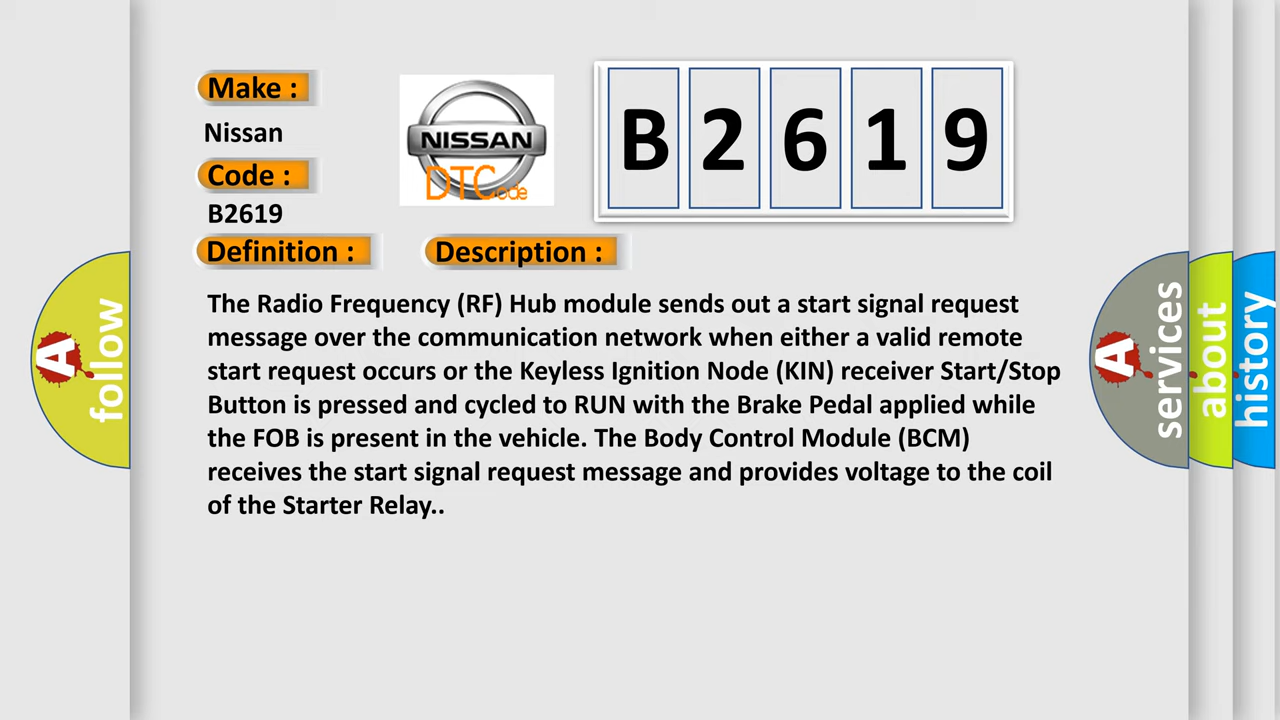 Make :
Nissan
Code :
B2619
Definition :
Description :
NISSAN
DTCode
B 2 6 1 9
The Radio Frequency (RF) Hub module sends out a start signal request
message over the communication network when either a valid remote
start request occurs or the Keyless Ignition Node (KIN) receiver Start/Stop
Button is pressed and cycled to RUN with the Brake Pedal applied while
the FOB is present in the vehicle. The Body Control Module (BCM)
receives the start signal request message and provides voltage to the coil
of the Starter Relay..
A
follow
A
services
about
history